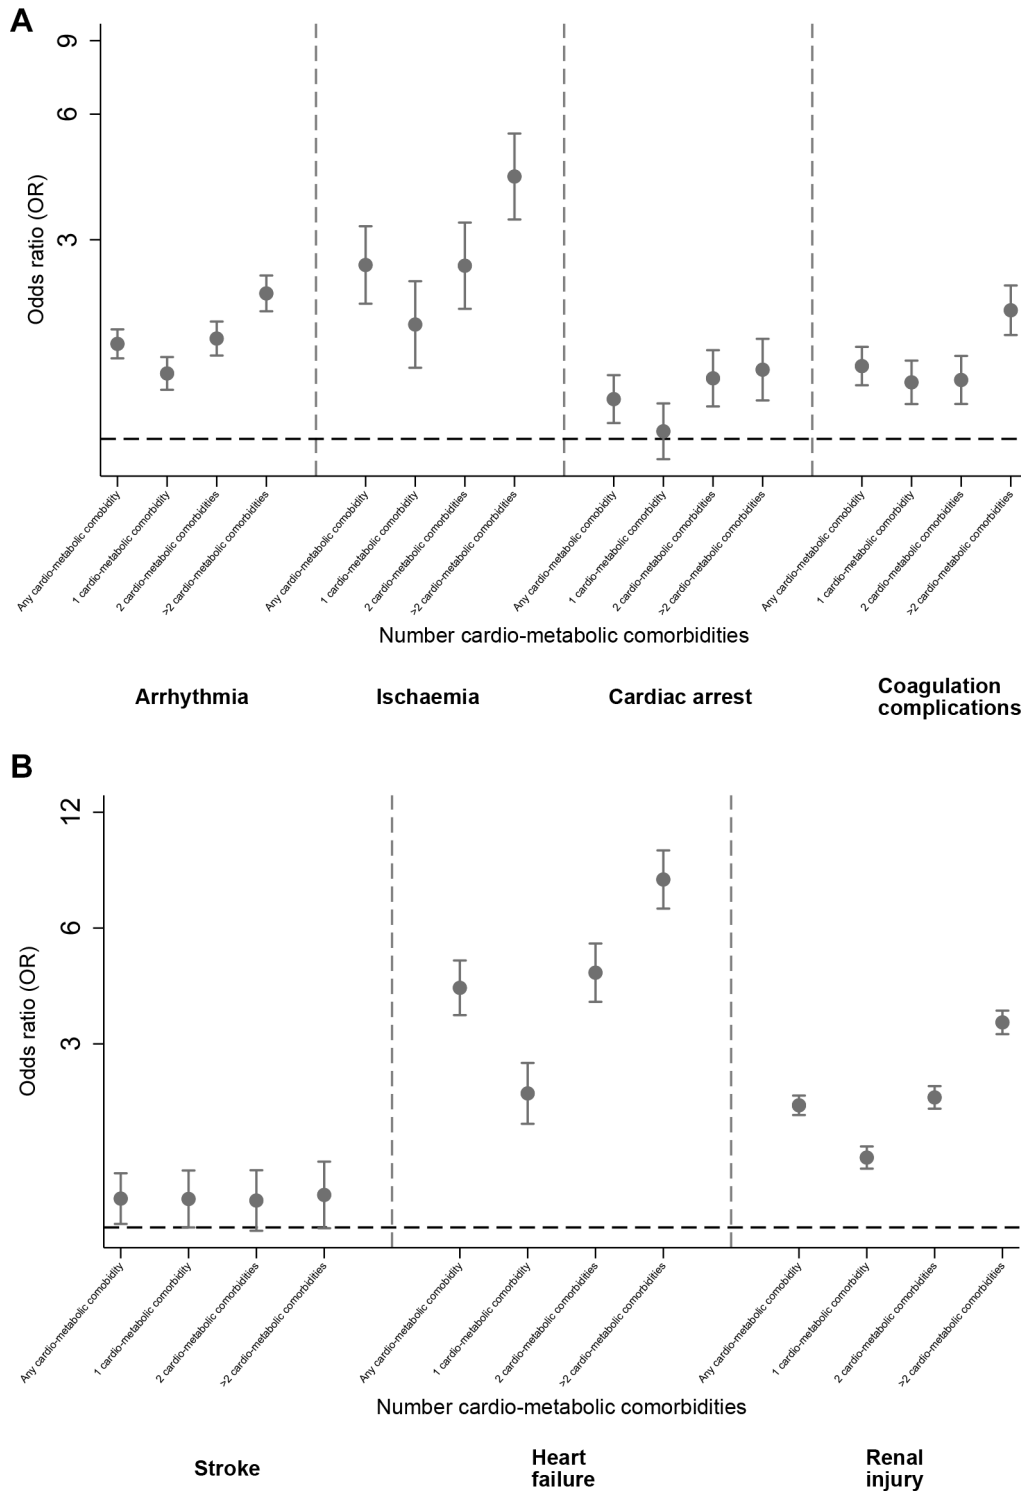 A
9
6
3
Odds ratio (OR)
Any cardio-metabolic comobidity
1 cardio-metabolic comorbidity
2 cardio-metabolic comorbidities
>2 cardio-metabolic comorbidities
Any cardio-metabolic comobidity
1 cardio-metabolic comorbidity
2 cardio-metabolic comorbidities
>2 cardio-metabolic comorbidities
Any cardio-metabolic comobidity
1 cardio-metabolic comorbidity
2 cardio-metabolic comorbidities
>2 cardio-metabolic comorbidities
Any cardio-metabolic comobidity
1 cardio-metabolic comorbidity
2 cardio-metabolic comorbidities
>2 cardio-metabolic comorbidities
Number cardio-metabolic comorbidities
Arrhythmia
Ischaemia
Cardiac arrest
Coagulation
complications
B
12
6
3
Odds ratio (OR)
Any cardio-metabolic comobidity
1 cardio-metabolic comorbidity
2 cardio-metabolic comorbidities
>2 cardio-metabolic comorbidities
Any cardio-metabolic comobidity
1 cardio-metabolic comorbidity
2 cardio-metabolic comorbidities
>2 cardio-metabolic comorbidities
Any cardio-metabolic comobidity
1 cardio-metabolic comorbidity
2 cardio-metabolic comorbidities
>2 cardio-metabolic comorbidities
Number cardio-metabolic comorbidities
Stroke
Heart
failure
Renal
injury